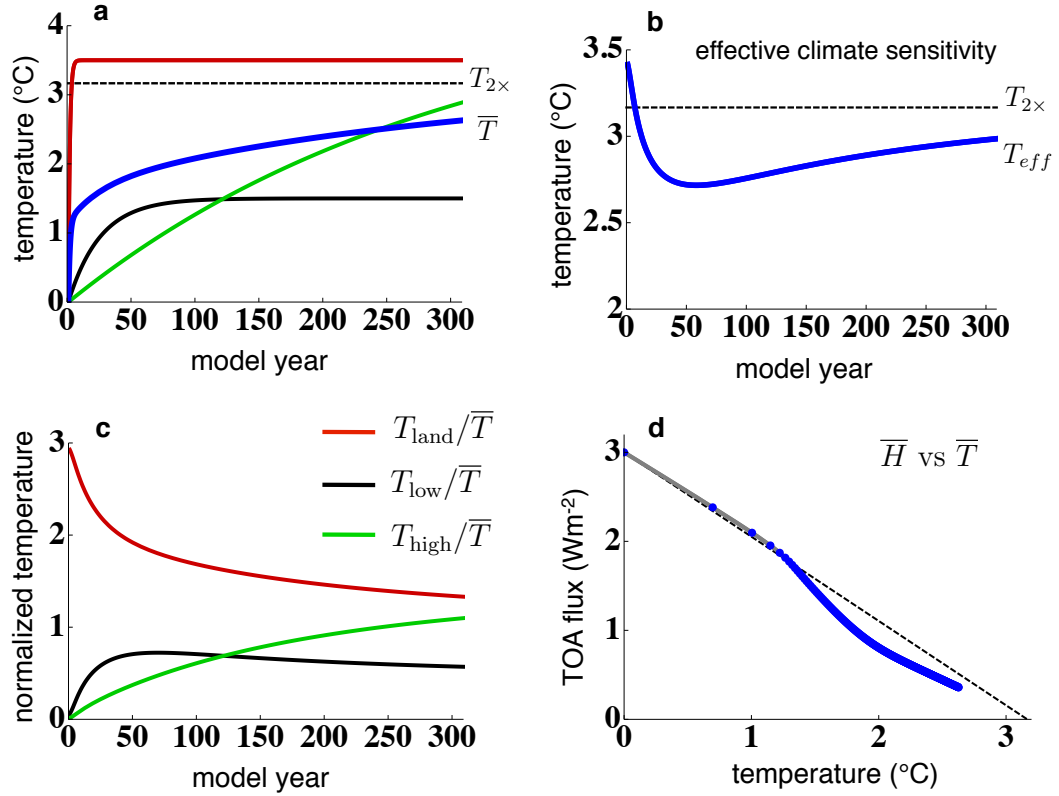 a
temperature (°C)
4
3
2
1
0
0 50 100 150 200 250 300
model year
T2×
T̅
b
effective climate sensitivity
temperature (°C)
3.5
3
2.5
2
0 50 100 150 200 250 300
model year
T2×
Teff
c
normalized temperature
3
2
1
0
0 50 100 150 200 250 300
model year
Tland/T̅
Tlow/T̅
Thigh/T̅
d
H̅ vs T̅
TOA flux (Wm-2)
3
2
1
0
0 1 2 3
temperature (°C)